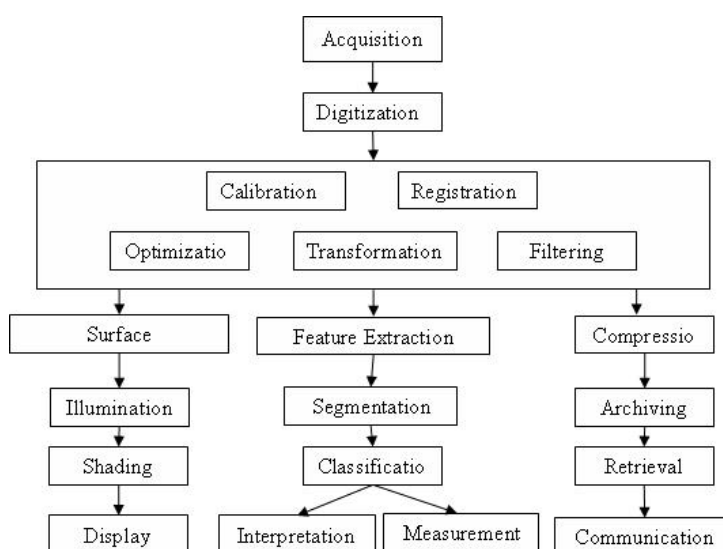 Acquisition
Digitization
Calibration
Registration
Optimizatio
Transformation
Filtering
Surface
Feature Extraction
Compressio
Illumination
Segmentation
Archiving
Shading
Classificatio
Retrieval
Display
Interpretation
Measurement
Communication